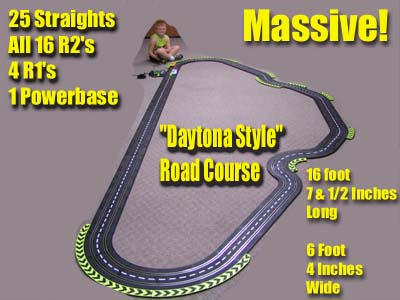 25 Straights
All 16 R2's
4 R1's
1 Powerbase
Massive!
"Daytona Style"
Road Course
16 foot
7 & 1/2 Inches
Long
6 Foot
4 Inches
Wide